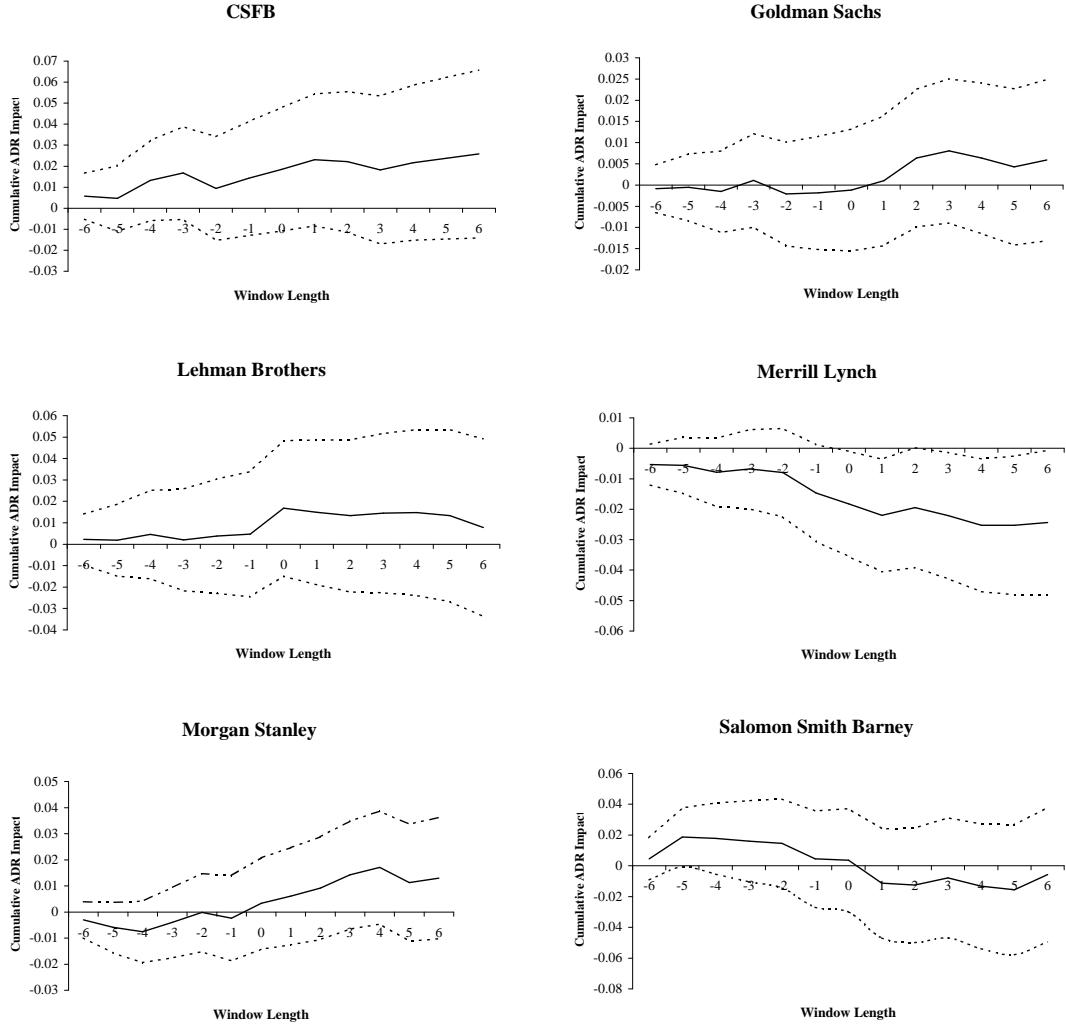 CSFB
Cumulative ADR Impact
0.07
0.06
0.05
0.04
0.03
0.02
0.01
0
-0.01
-0.02
-0.03
-6 -5 -4 -3 -2 -1 0 1 2 3 4 5 6
Window Length
Goldman Sachs
Cumulative ADR Impact
0.03
0.025
0.02
0.015
0.01
0.005
0
-0.005
-0.01
-0.015
-0.02
-6 -5 -4 -3 -2 -1 0 1 2 3 4 5 6
Window Length
Lehman Brothers
Cumulative ADR Impact
0.06
0.05
0.04
0.03
0.02
0.01
0
-0.01
-0.02
-0.03
-0.04
-6 -5 -4 -3 -2 -1 0 1 2 3 4 5 6
Window Length
Merrill Lynch
Cumulative ADR Impact
0.01
0
-0.01
-0.02
-0.03
-0.04
-0.05
-0.06
-6 -5 -4 -3 -2 -1 0 1 2 3 4 5 6
Window Length
Morgan Stanley
Cumulative ADR Impact
0.05
0.04
0.03
0.02
0.01
0
-0.01
-0.02
-0.03
-6 -5 -4 -3 -2 -1 0 1 2 3 4 5 6
Window Length
Salomon Smith Barney
Cumulative ADR Impact
0.06
0.04
0.02
0
-0.02
-0.04
-0.06
-0.08
-6 -5 -4 -3 -2 -1 0 1 2 3 4 5 6
Window Length